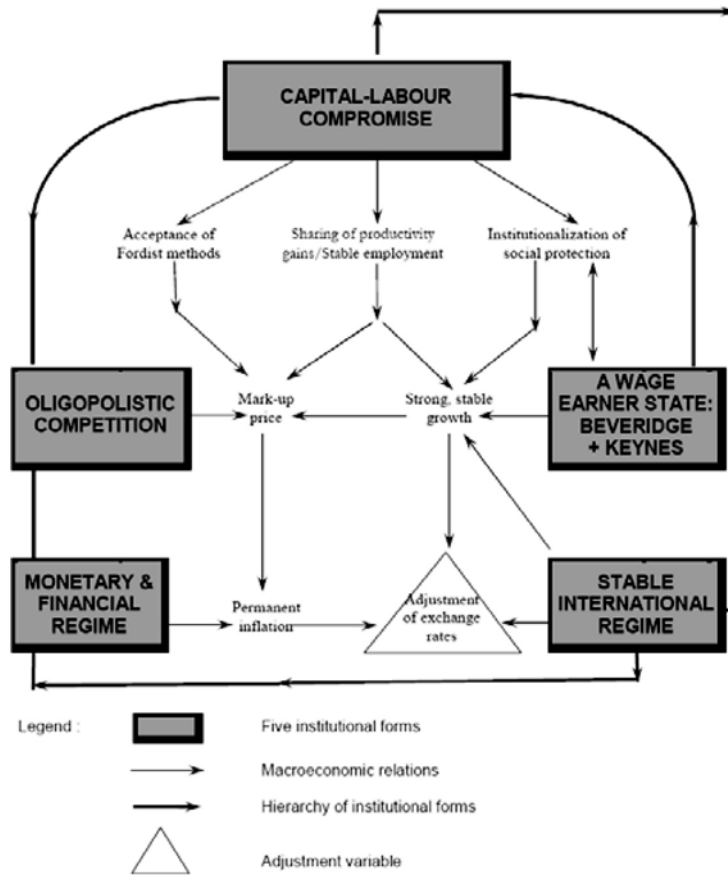 CAPITAL-LABOUR
COMPROMISE
Acceptance of
Fordist methods
Sharing of productivity
gains/Stable employment
Institutionalization of
social protection
OLIGOPOLISTIC
COMPETITION
Mark-up
price
Strong, stable
growth
A WAGE
EARNER STATE:
BEVERIDGE
+ KEYNES
MONETARY &
FINANCIAL
REGIME
Permanent
inflation
Adjustment
of exchange
rates
STABLE
INTERNATIONAL
REGIME
Legend :
Five institutional forms
Macroeconomic relations
Hierarchy of institutional forms
Adjustment variable